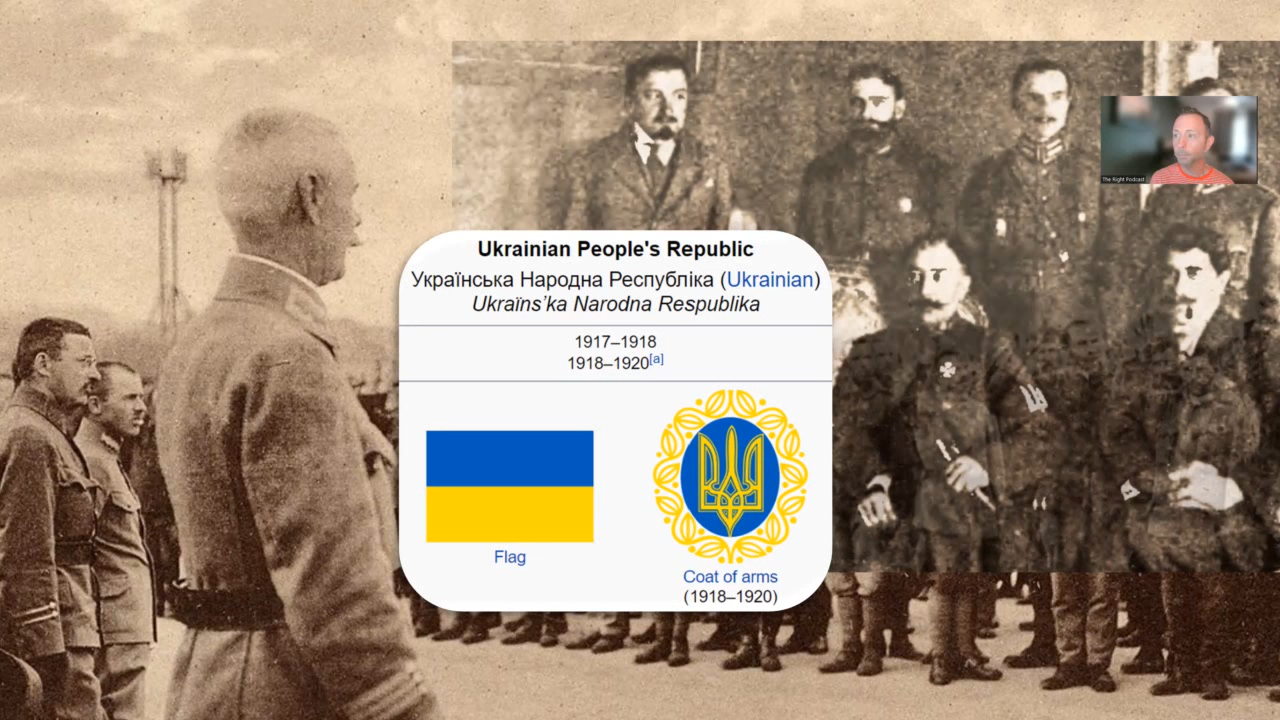 The Right Podcast
Ukrainian People's Republic
Українська Народна Республіка (Ukrainian)
Ukraïns’ka Narodna Respublika
1917–1918
1918–1920[a]
Flag
Coat of arms
(1918–1920)